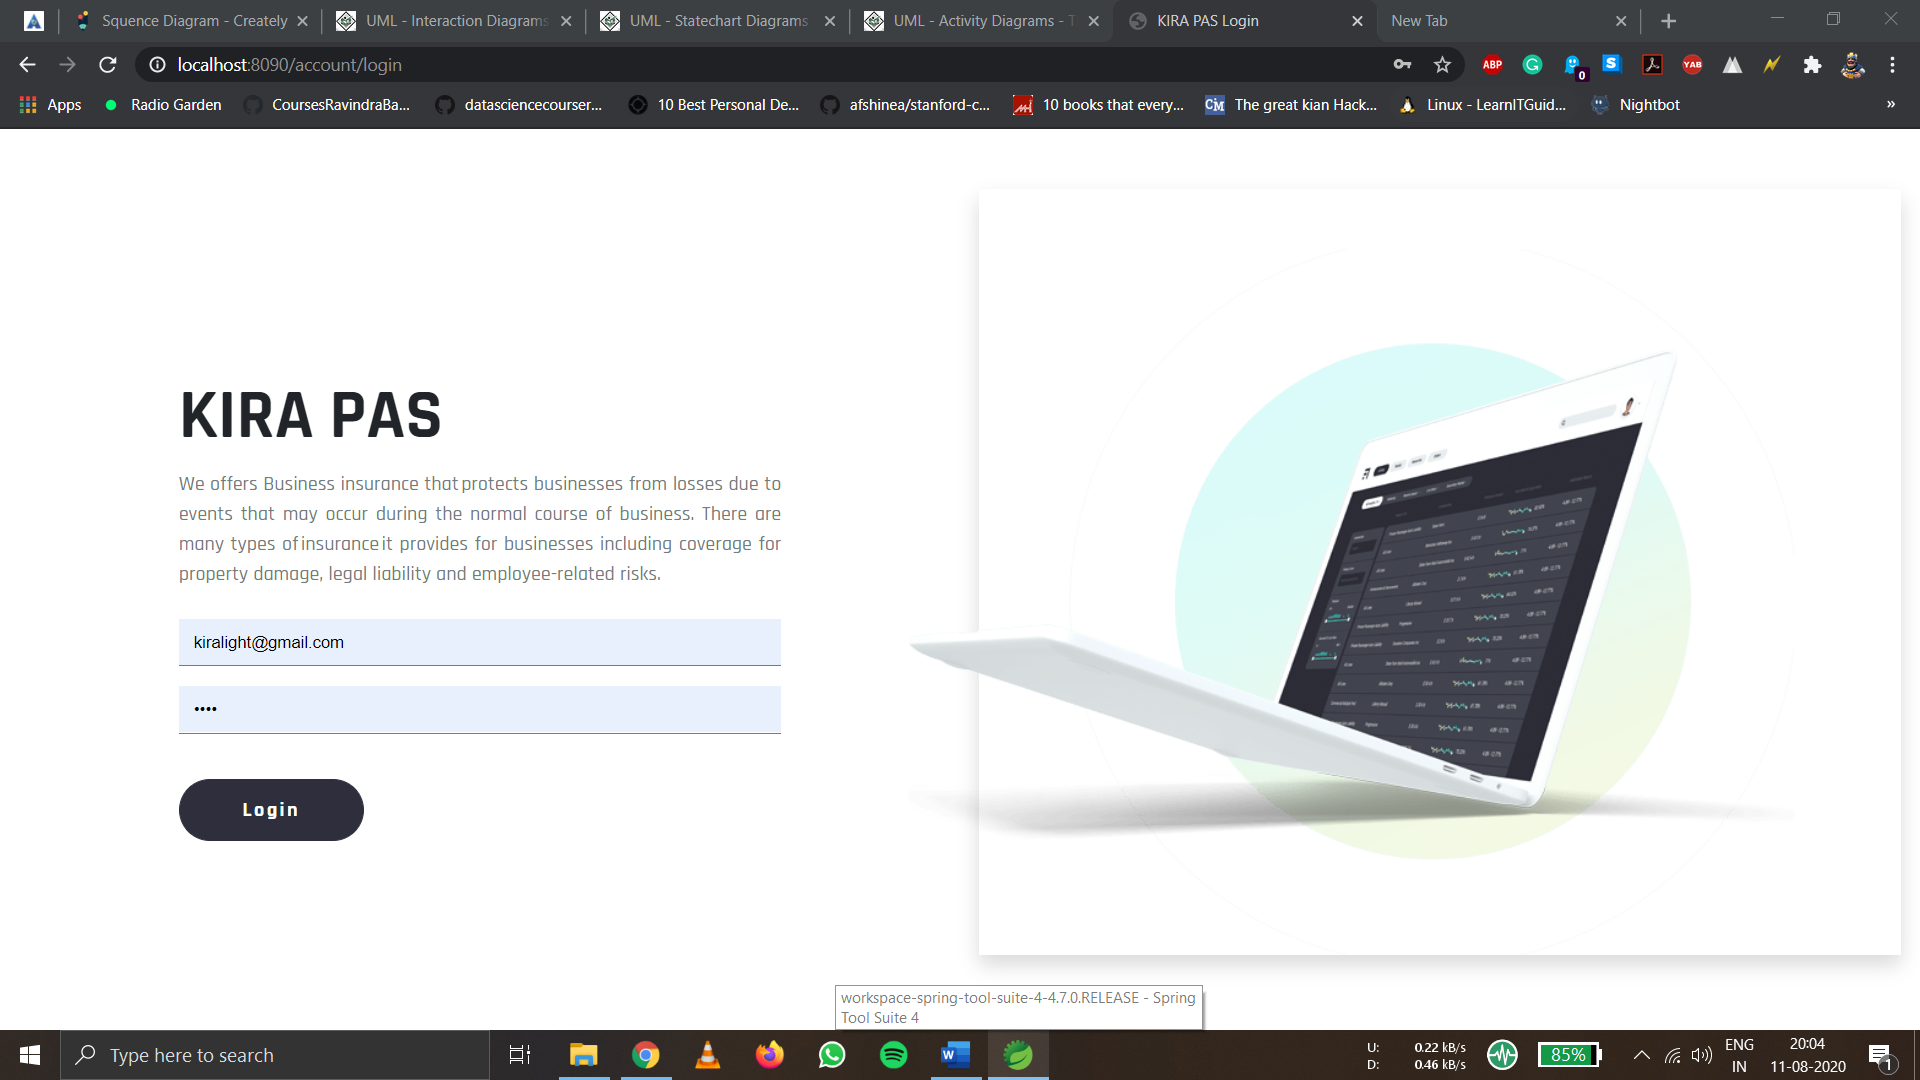 Squence Diagram - Creately
UML - Interaction Diagrams
UML - Statechart Diagrams
UML - Activity Diagrams - T
KIRA PAS Login
New Tab
localhost:8090/account/login
ABP
0
S
YAB
Apps
Radio Garden
CoursesRavindraBa...
datasciencecourser...
10 Best Personal De...
afshinea/stanford-c...
10 books that every...
CM
The great kian Hack...
Linux - LearnITGuid...
Nightbot
»
KIRA PAS
We offers Business insurance that protects businesses from losses due to
events that may occur during the normal course of business. There are
many types of insurance it provides for businesses including coverage for
property damage, legal liability and employee-related risks.
kiralight@gmail.com
••••
Login
workspace-spring-tool-suite-4-4.7.0.RELEASE - Spring
Tool Suite 4
Type here to search
W
U: 0.22 kB/s
D: 0.46 kB/s
85%
ENG
IN
20:04
11-08-2020
1